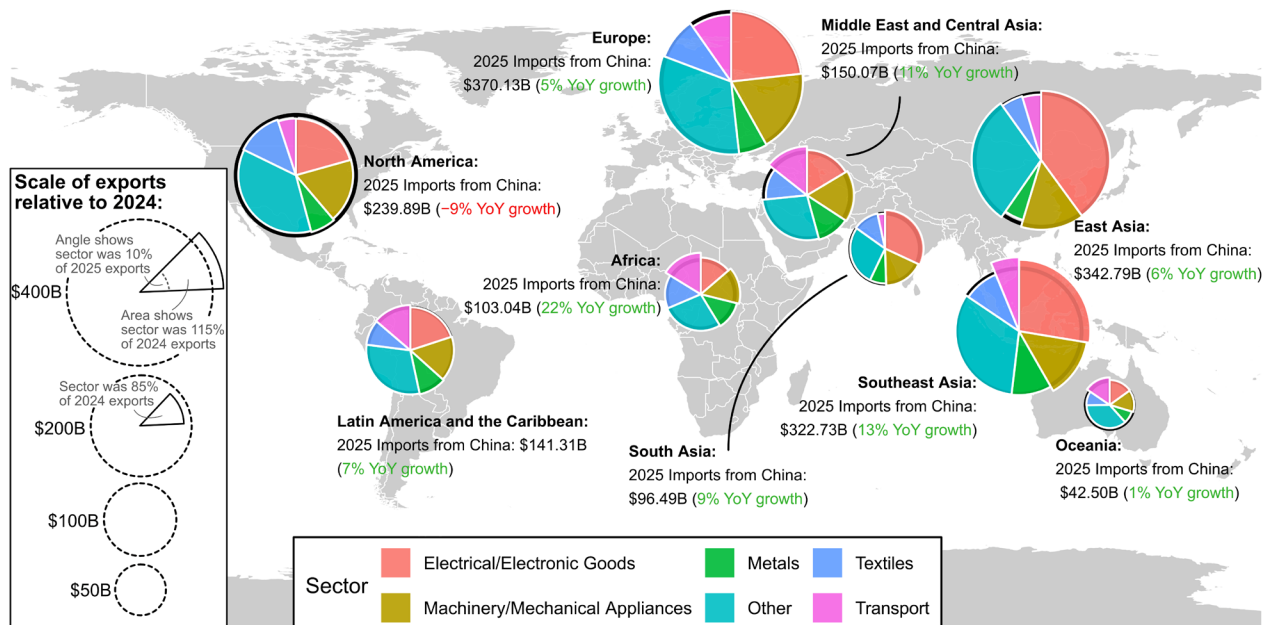 Europe:
2025 Imports from China:
$370.13B (5% YoY growth)
Middle East and Central Asia:
2025 Imports from China:
$150.07B (11% YoY growth)
North America:
2025 Imports from China:
$239.89B (−9% YoY growth)
Scale of exports
relative to 2024:
Angle shows
sector was 10%
of 2025 exports
$400B
Area shows
sector was 115%
of 2024 exports
Sector was 85%
of 2024 exports
$200B
$100B
$50B
East Asia:
2025 Imports from China:
$342.79B (6% YoY growth)
Africa:
2025 Imports from China:
$103.04B (22% YoY growth)
Southeast Asia:
2025 Imports from China:
$322.73B (13% YoY growth)
Latin America and the Caribbean:
2025 Imports from China: $141.31B
(7% YoY growth)
South Asia:
2025 Imports from China:
$96.49B (9% YoY growth)
Oceania:
2025 Imports from China:
$42.50B (1% YoY growth)
Sector
Electrical/Electronic Goods
Metals
Textiles
Machinery/Mechanical Appliances
Other
Transport